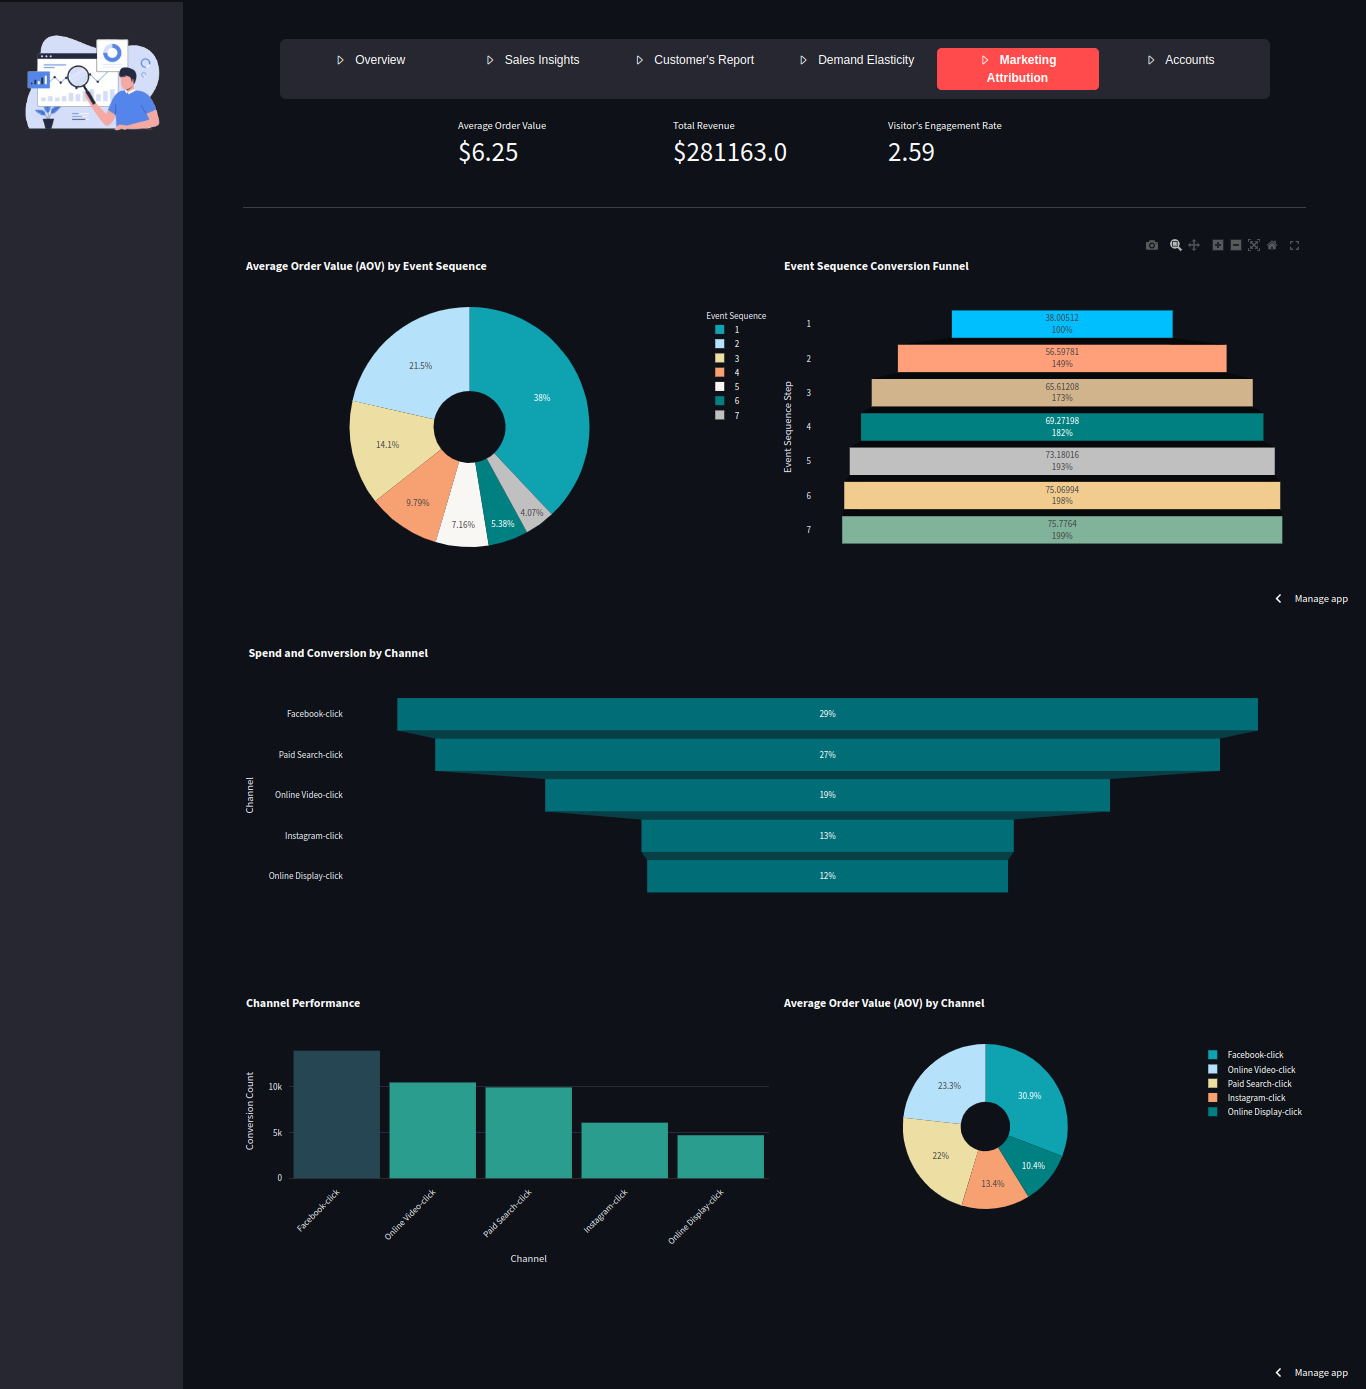 Overview
Sales Insights
Customer's Report
Demand Elasticity
Marketing
Attribution
Accounts
Average Order Value
$6.25
Total Revenue
$281163.0
Visitor's Engagement Rate
2.59
Average Order Value (AOV) by Event Sequence
38%
21.5%
14.1%
9.79%
7.16%
5.38%
4.07%
Event Sequence
1
2
3
4
5
6
7
Event Sequence Conversion Funnel
Event Sequence Step
1
38.00512
100%
2
56.59781
149%
3
65.61208
173%
4
69.27198
182%
5
73.18016
193%
6
75.06994
198%
7
75.7764
199%
Manage app
Spend and Conversion by Channel
Channel
Facebook-click
29%
Paid Search-click
27%
Online Video-click
19%
Instagram-click
13%
Online Display-click
12%
Channel Performance
Conversion Count
10k
5k
0
Facebook-click
Online Video-click
Paid Search-click
Instagram-click
Online Display-click
Channel
Average Order Value (AOV) by Channel
30.9%
23.3%
22%
13.4%
10.4%
Facebook-click
Online Video-click
Paid Search-click
Instagram-click
Online Display-click
Manage app